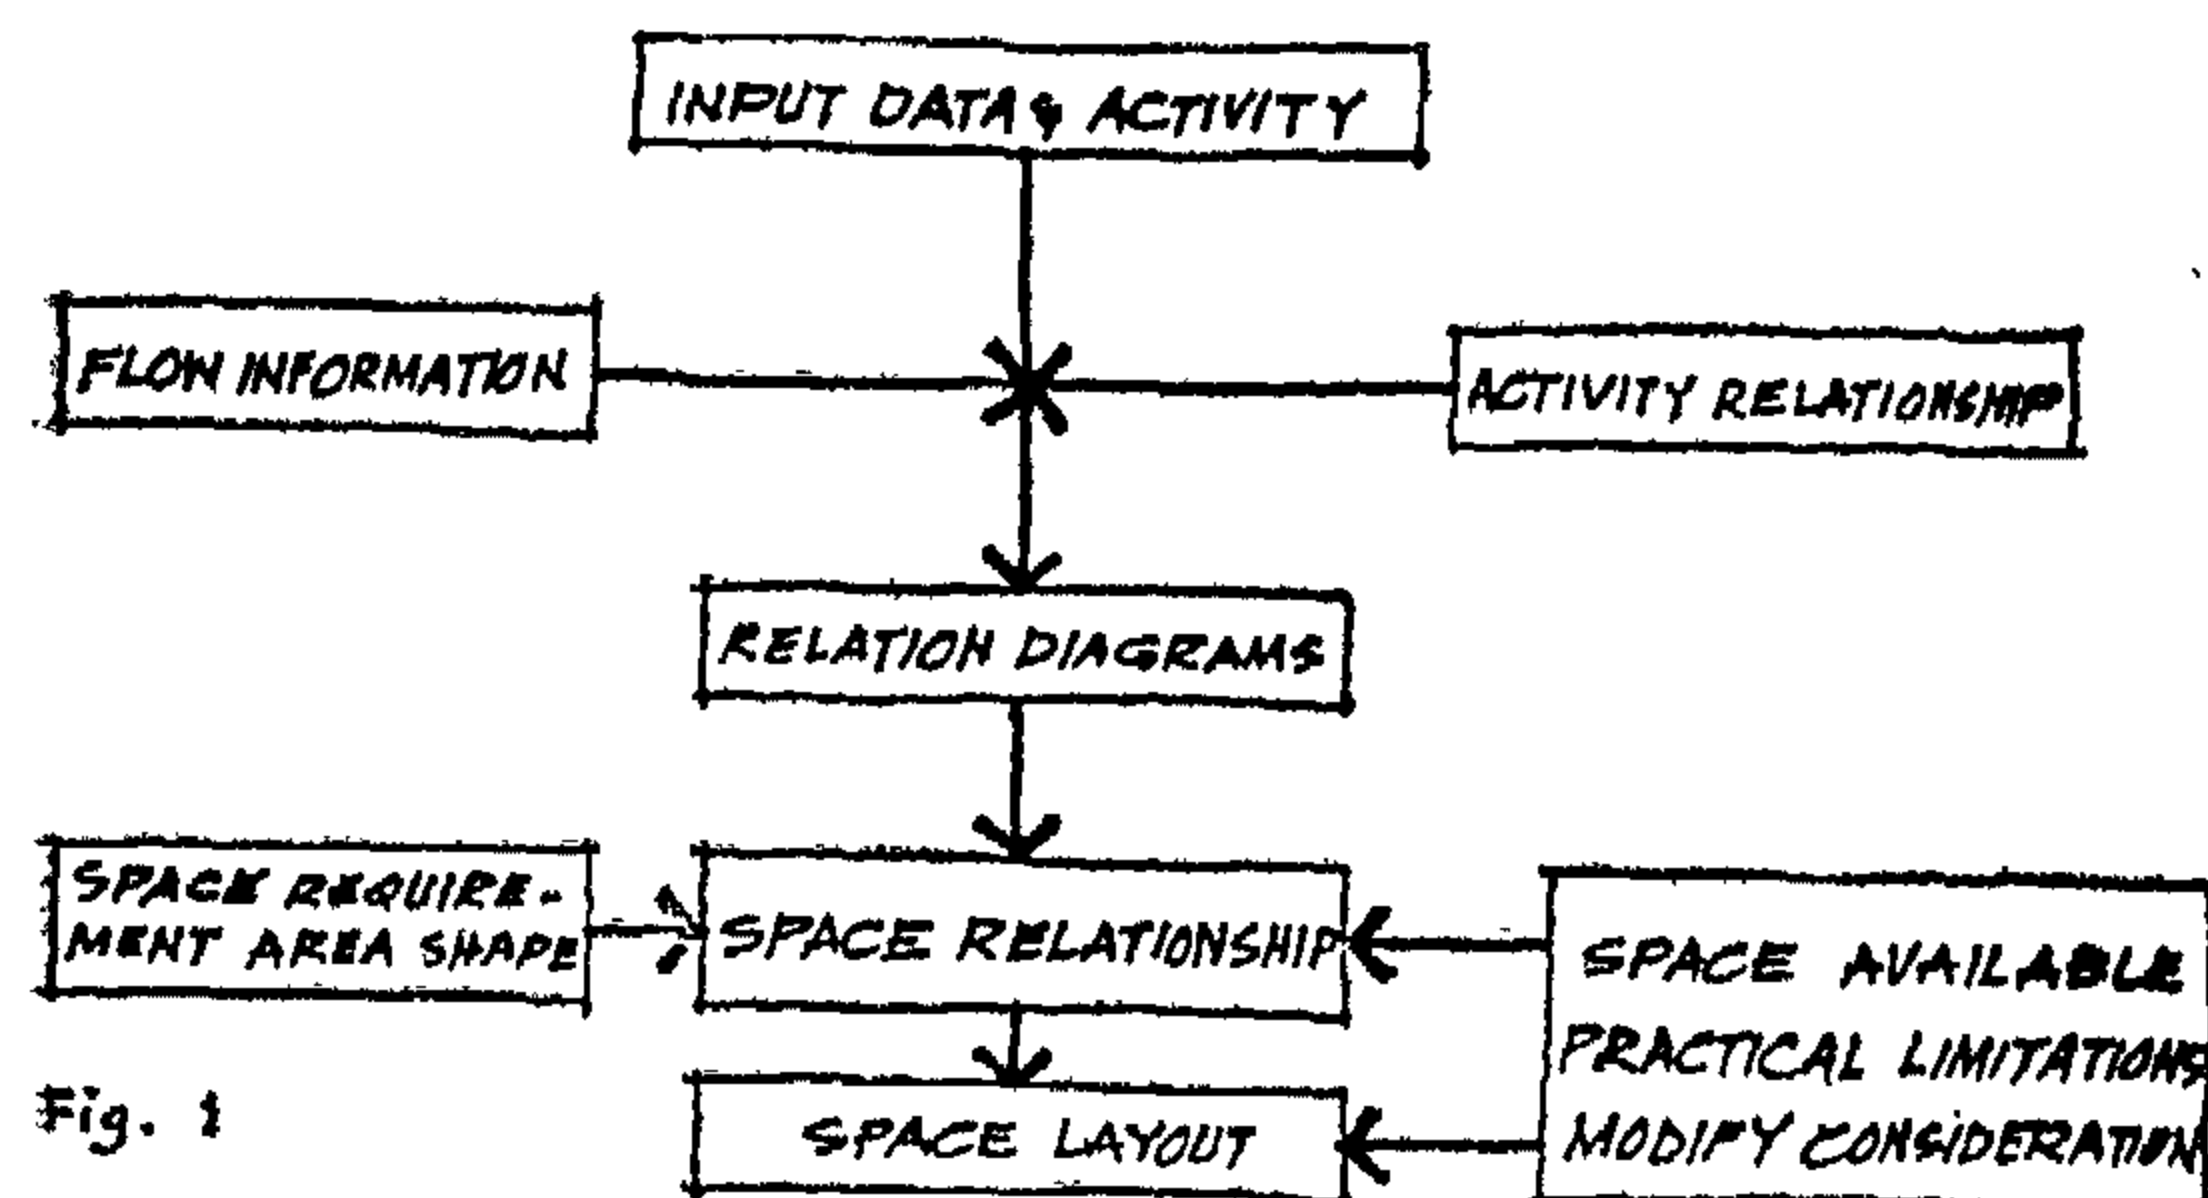 INPUT DATA & ACTIVITY
FLOW INFORMATION
ACTIVITY RELATIONSHIP
RELATION DIAGRAMS
SPACE REQUIRE-
MENT AREA SHAPE
SPACE RELATIONSHIP
SPACE AVAILABLE
PRACTICAL LIMITATIONS
MODIFY CONSIDERATION
SPACE LAYOUT
Fig. 1